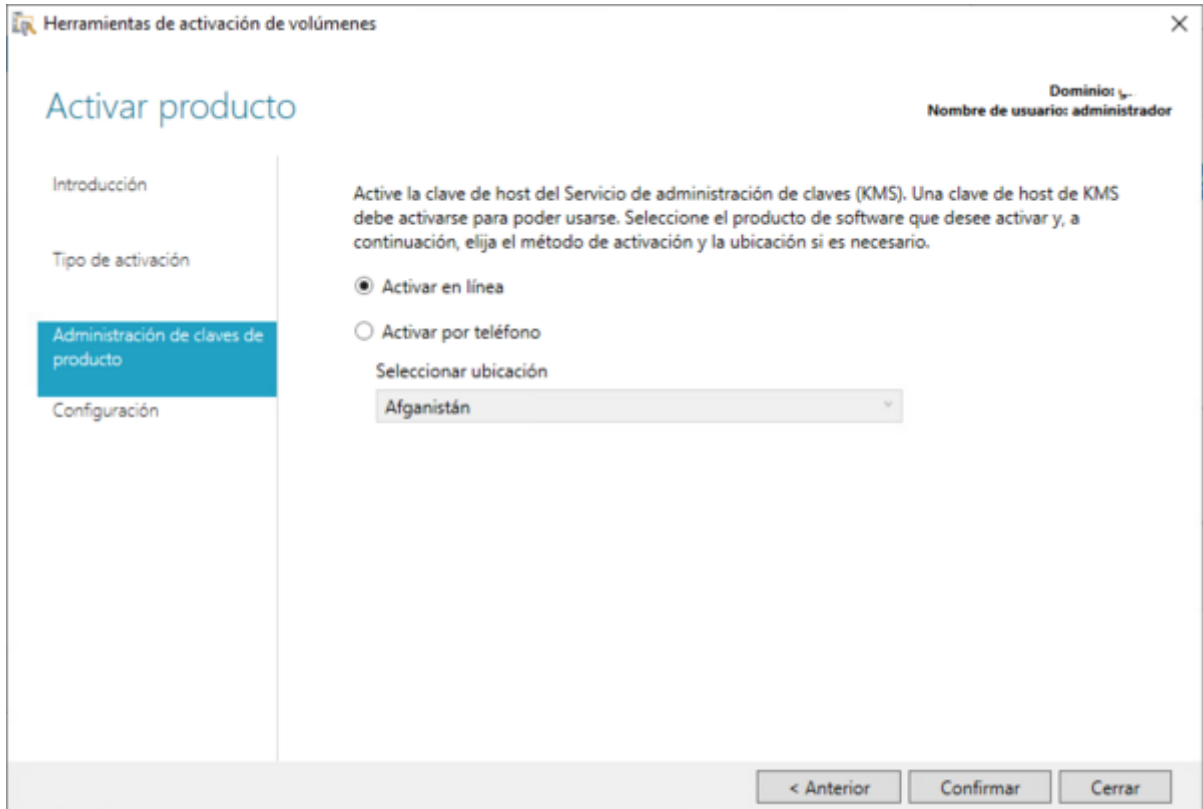 Herramientas de activación de volúmenes
Activar producto
Dominio:
Nombre de usuario: administrador
Introducción
Tipo de activación
Administración de claves de
producto
Configuración
Active la clave de host del Servicio de administración de claves (KMS). Una clave de host de KMS
debe activarse para poder usarse. Seleccione el producto de software que desee activar y, a
continuación, elija el método de activación y la ubicación si es necesario.
Activar en línea
Activar por teléfono
Seleccionar ubicación
Afganistán
< Anterior
Confirmar
Cerrar